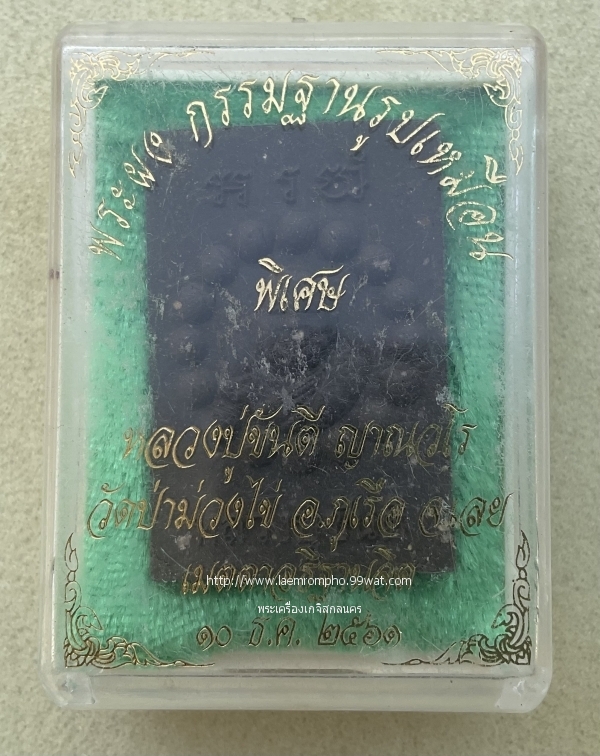 พระผง กรรมฐานรูปเหมือน
พิเศษ
หลวงปู่ขันตี ญาณวโร
วัดป่าม่วงไข่ อ.ภูเรือ จ.เลย
http://www.laemrompho.99wat.com
พระเครื่องเกจิสกลนคร
๑๐ ธ.ค. ๒๕๖๑